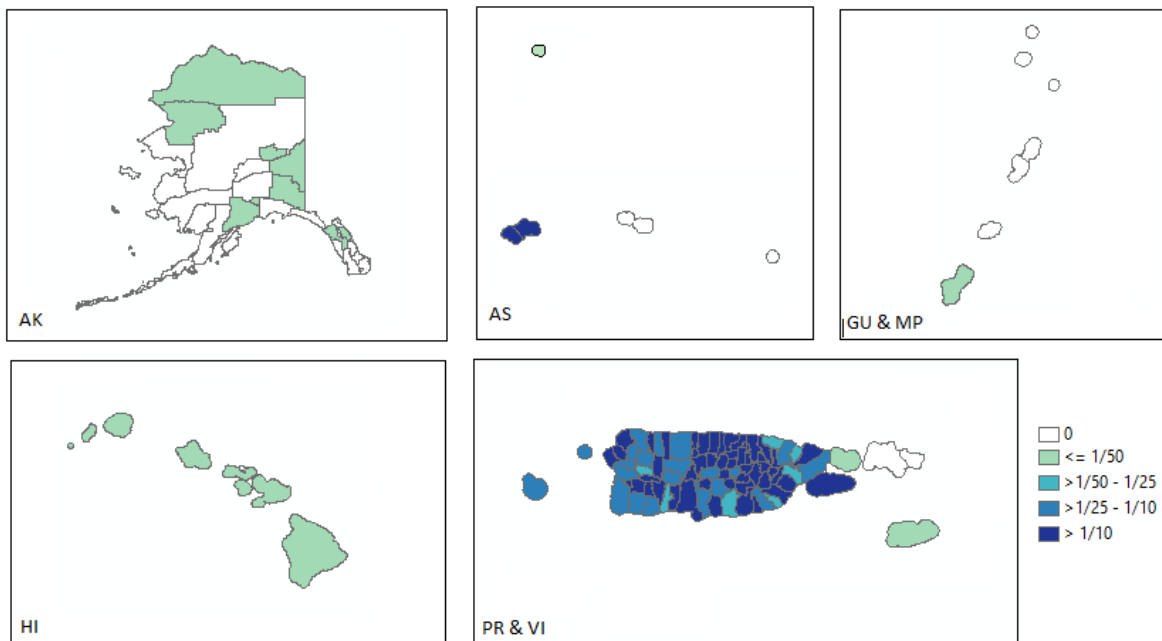 AK
AS
GU & MP
HI
PR & VI
0
<= 1/50
>1/50 - 1/25
>1/25 - 1/10
> 1/10